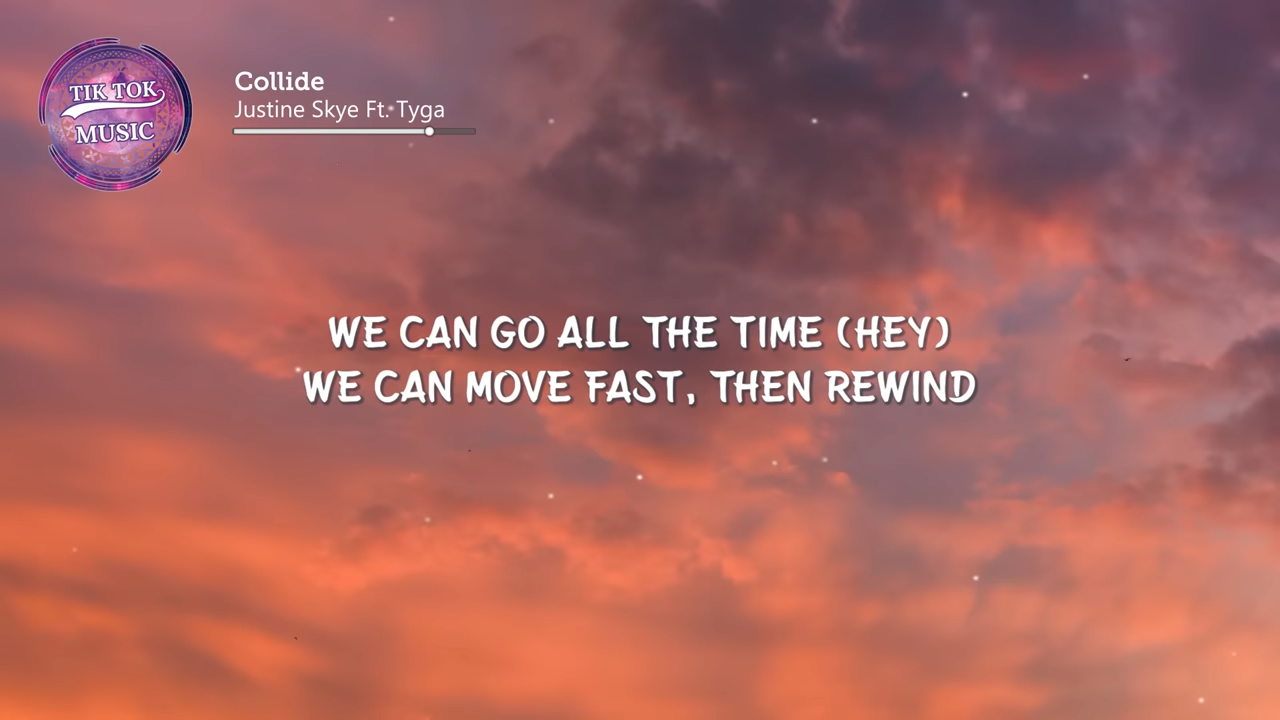 TIK TOK
MUSIC
Collide
Justine Skye Ft. Tyga
WE CAN GO ALL THE TIME (HEY)
WE CAN MOVE FAST, THEN REWIND